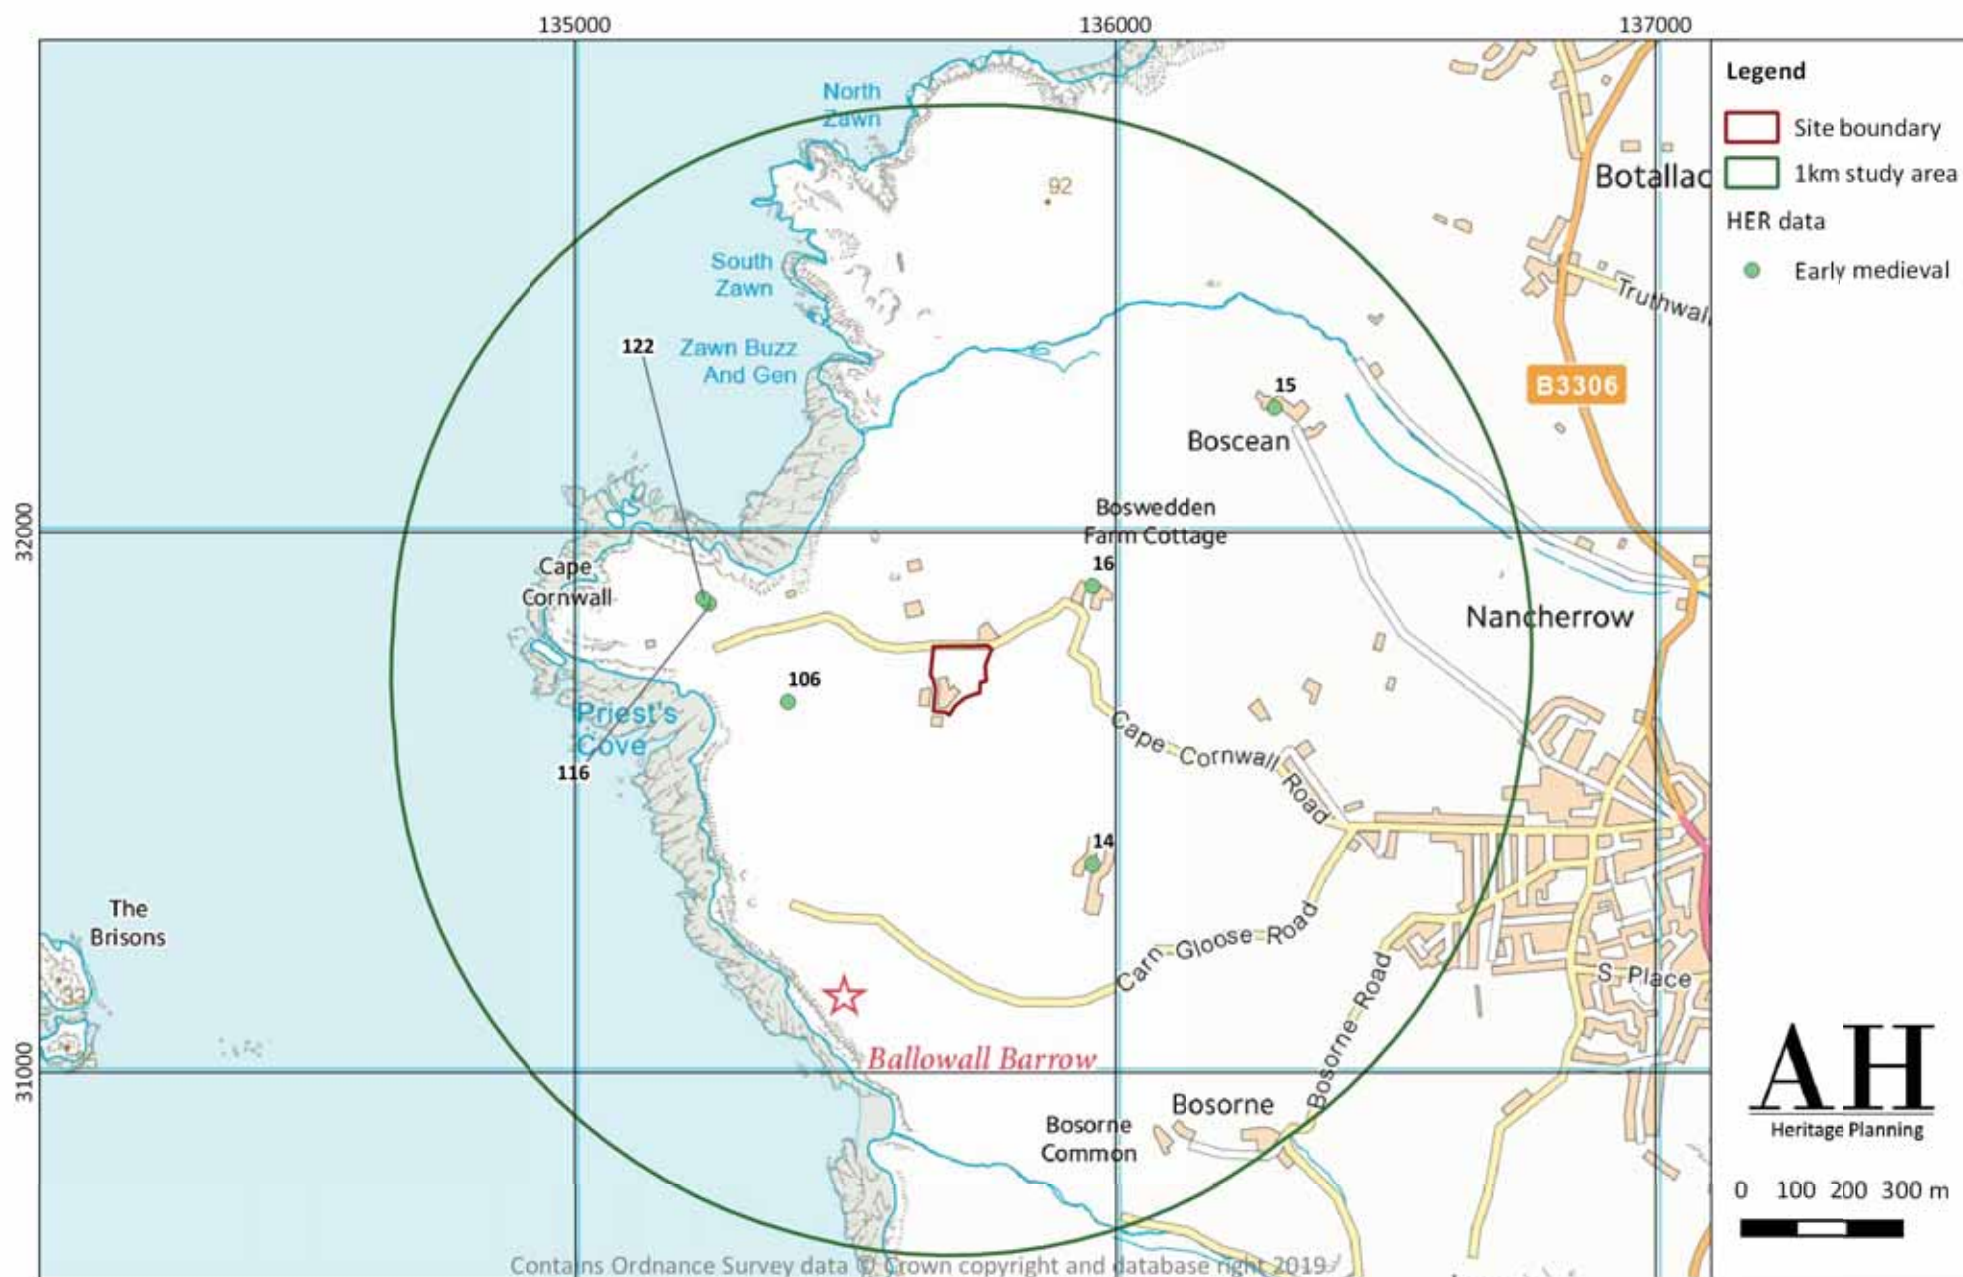 135000
136000
137000
Legend
Site boundary
1km study area
HER data
Early medieval
North
Zawn
92
Botallac
South
Zawn
Truthwal
122
Zawn Buzz
And Gen
B3306
15
Boscean
32000
Boswedden
Farm Cottage
16
Cape
Cornwall
Nancherrow
106
Priest's
Cove
Cape Cornwall Road
116
14
The
Brisons
Carn Gloose Road
S Place
Bosorne Road
Ballowall Barrow
31000
Bosorne
Bosorne
Common
AH
Heritage Planning
0 100 200 300 m
Contains Ordnance Survey data © Crown copyright and database right 2019